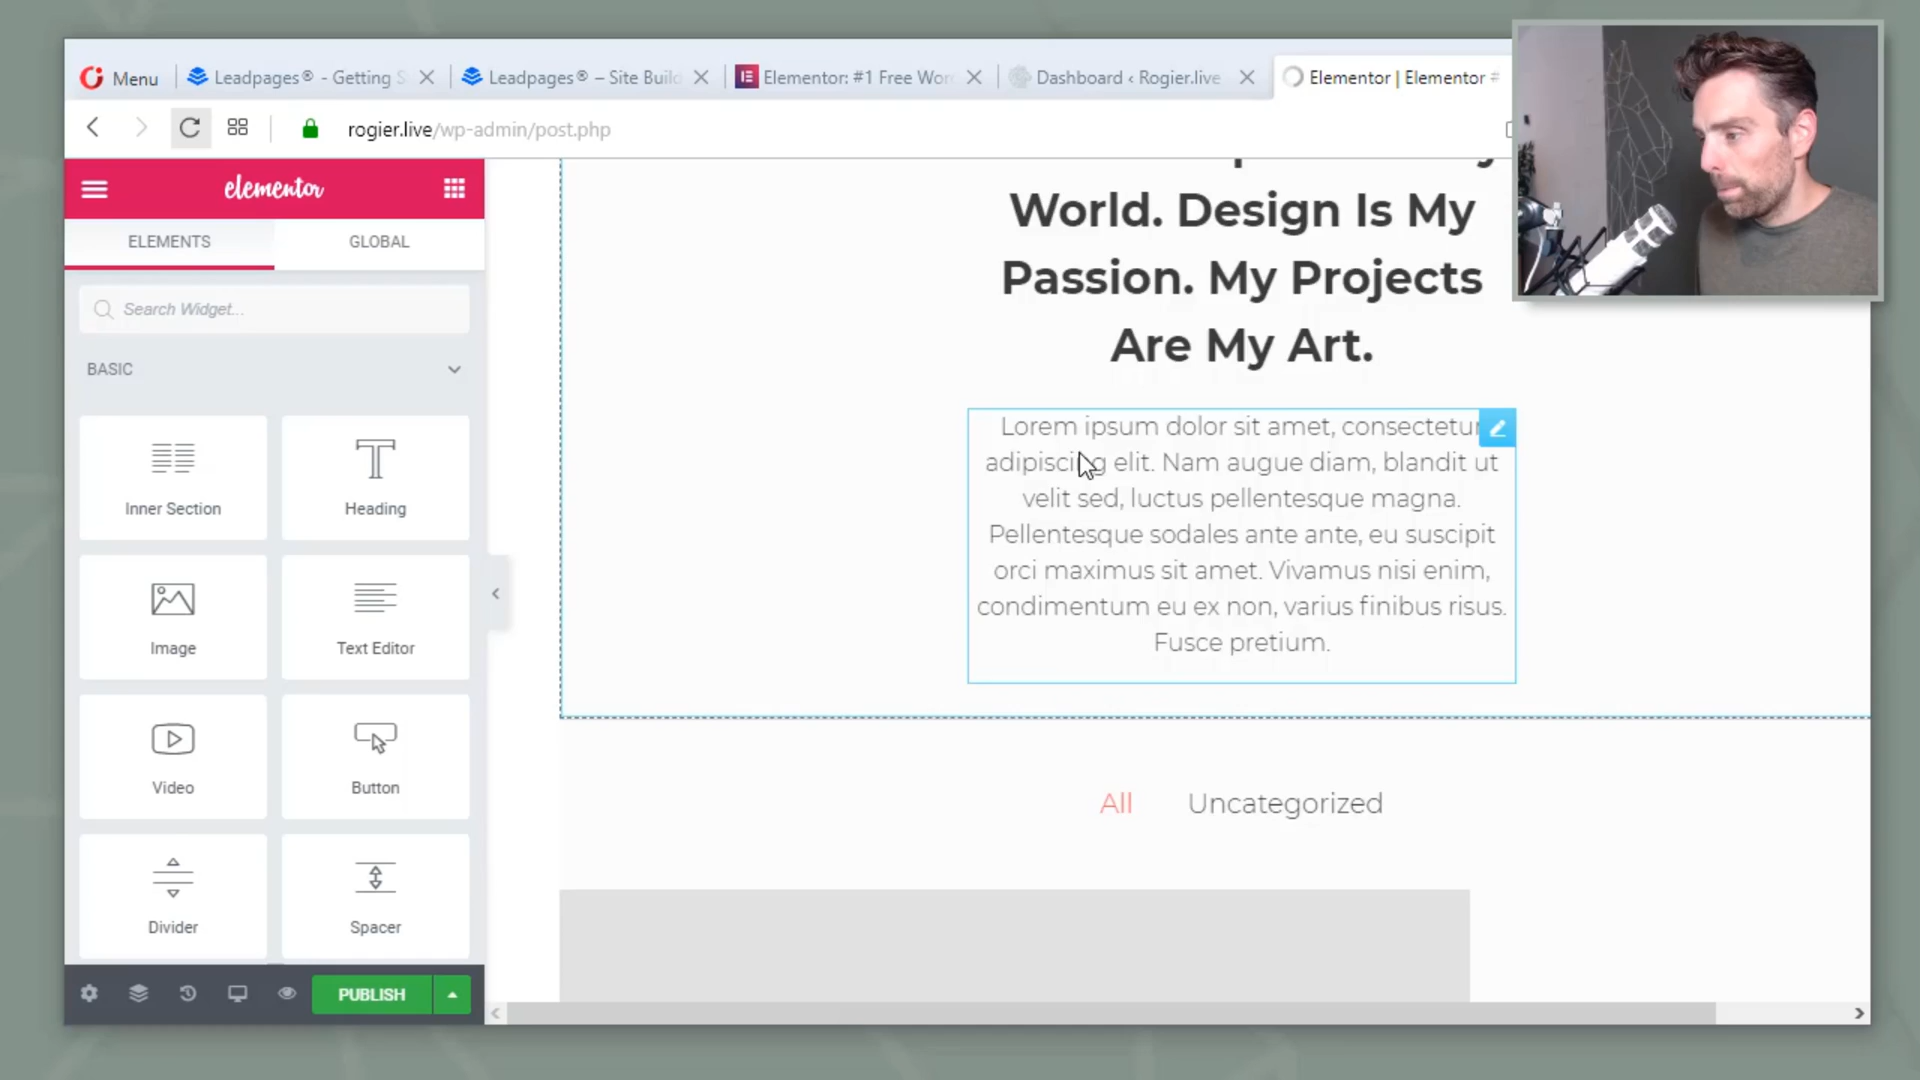 Menu
Leadpages® - Getting S
Leadpages® – Site Build
Elementor: #1 Free Wor
Dashboard ‹ Rogier.live
Elementor | Elementor #
rogier.live/wp-admin/post.php
elementor
ELEMENTS
GLOBAL
Search Widget...
BASIC
Inner Section
Heading
Image
Text Editor
Video
Button
Divider
Spacer
PUBLISH
World. Design Is My
Passion. My Projects
Are My Art.
Lorem ipsum dolor sit amet, consectetur
adipiscing elit. Nam augue diam, blandit ut
velit sed, luctus pellentesque magna.
Pellentesque sodales ante ante, eu suscipit
orci maximus sit amet. Vivamus nisi enim,
condimentum eu ex non, varius finibus risus.
Fusce pretium.
All
Uncategorized